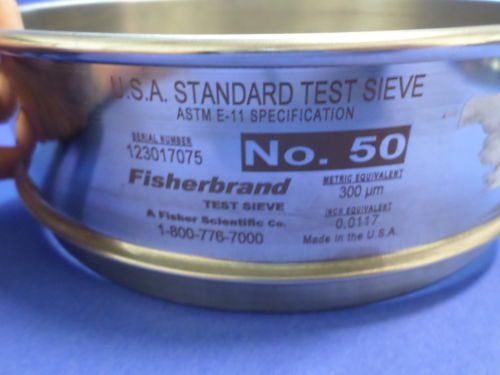 U.S.A. STANDARD TEST SIEVE
ASTM E-11 SPECIFICATION
SERIAL NUMBER
123017075
No. 50
Fisherbrand
TEST SIEVE
A Fisher Scientific Co.
1-800-776-7000
METRIC EQUIVALENT
300 µm
INCH EQUIVALENT
0.0117
Made in the U.S.A.